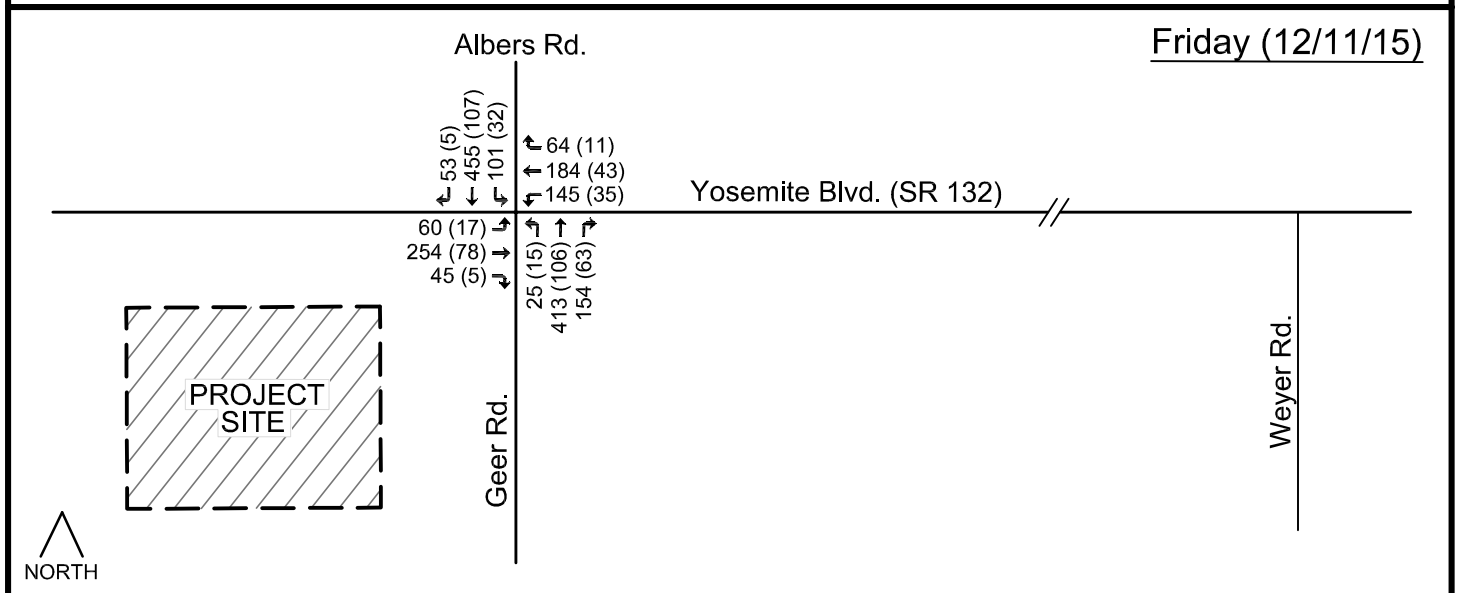 Friday (12/11/15)
Albers Rd.
53 (5)
455 (107)
101 (32)
64 (11)
184 (43)
145 (35)
Yosemite Blvd. (SR 132)
60 (17)
254 (78)
45 (5)
25 (15)
413 (106)
154 (63)
PROJECT
SITE
Geer Rd.
Weyer Rd.
NORTH